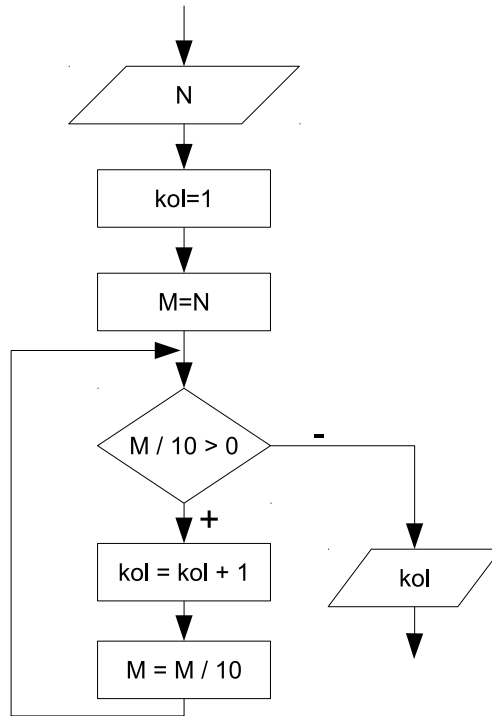 N
kol=1
M=N
M / 10 > 0
-
+
kol = kol + 1
kol
M = M / 10